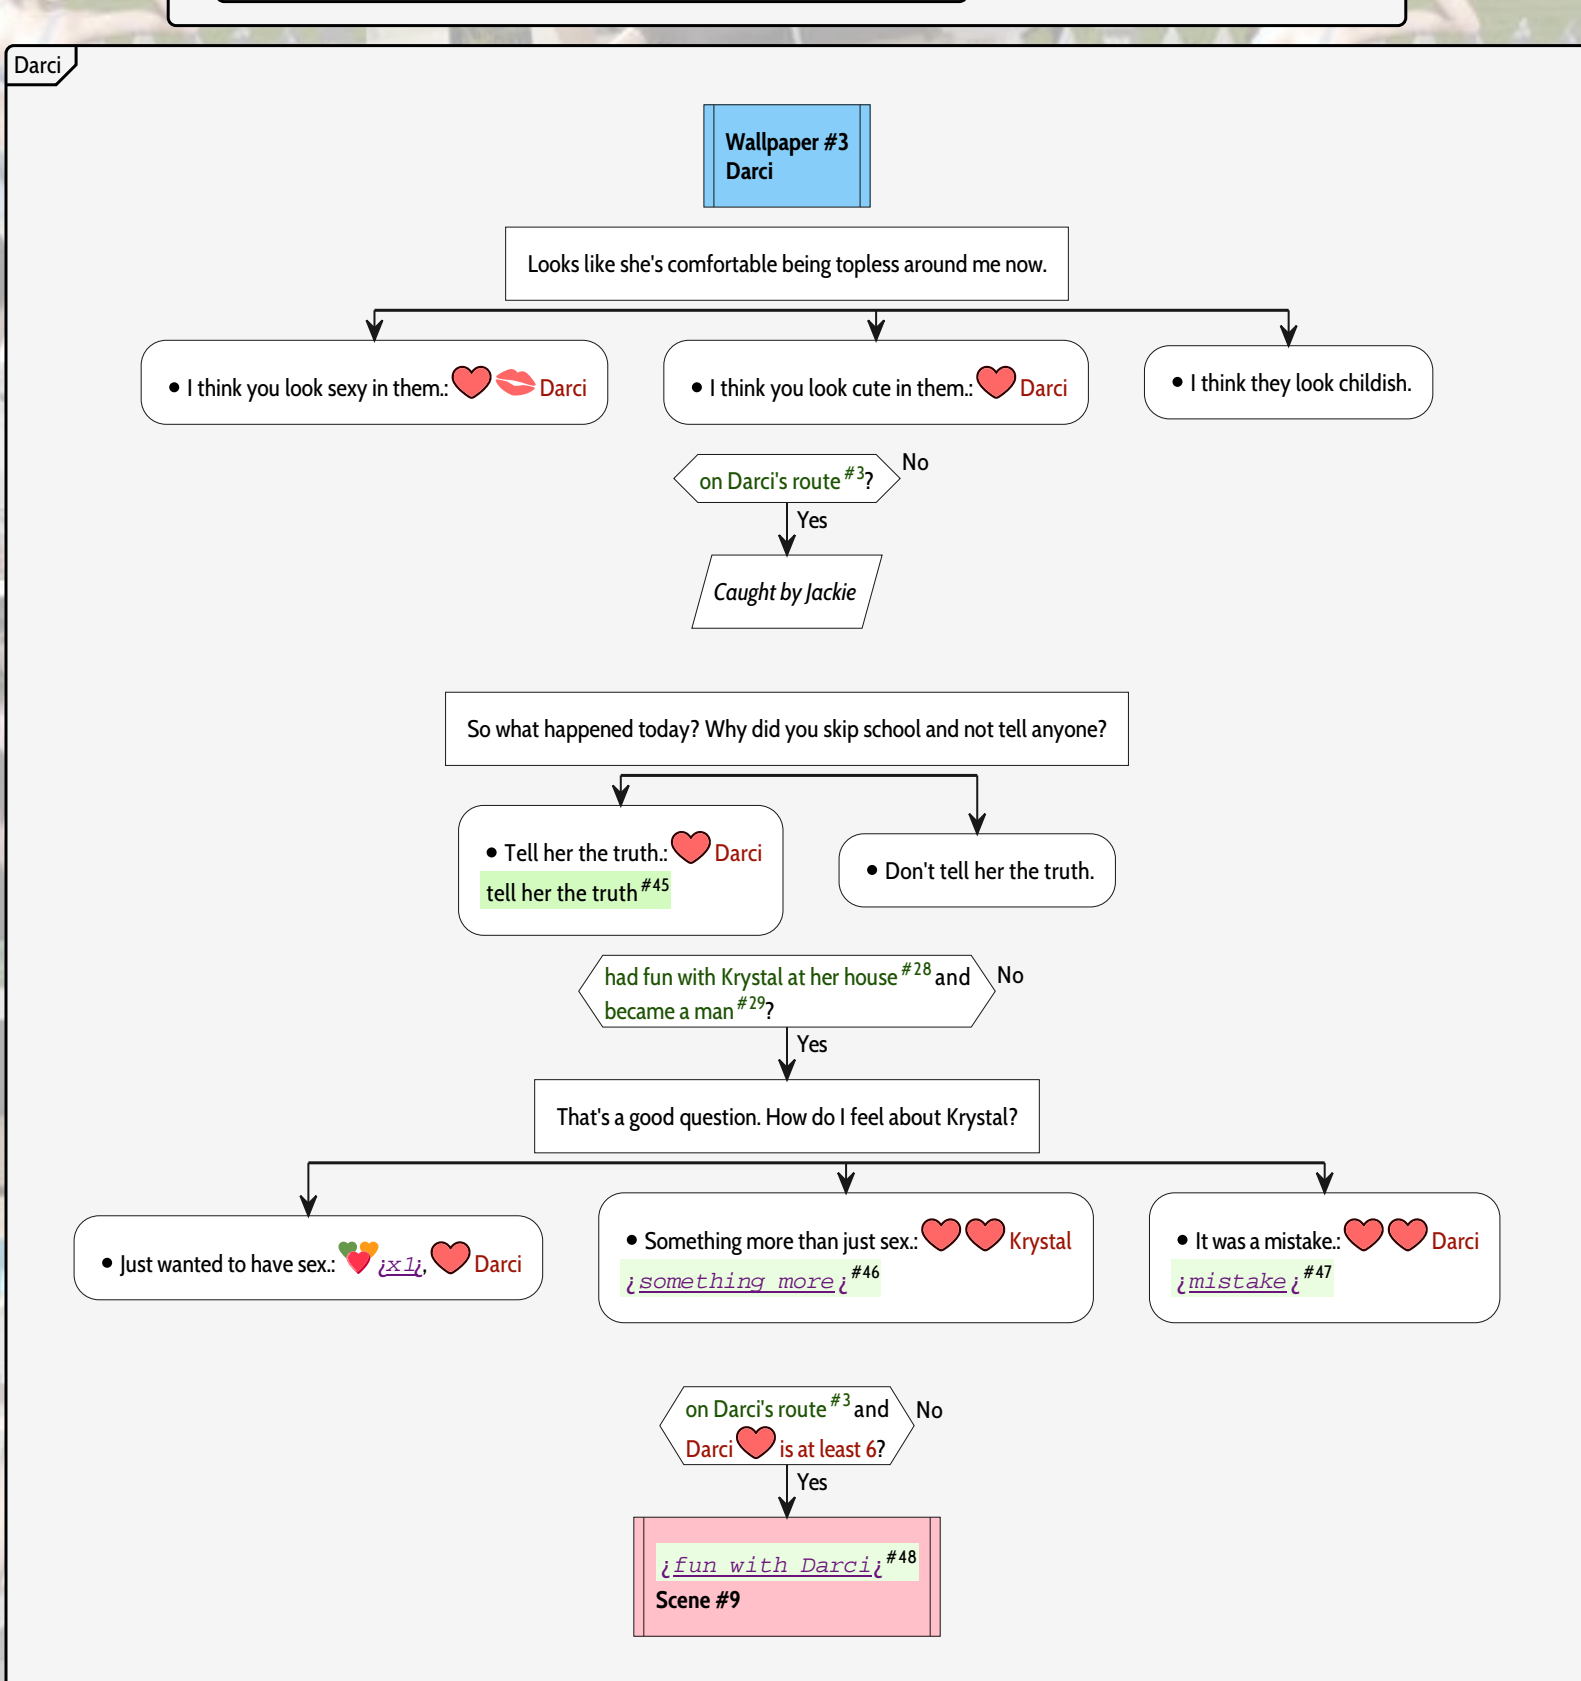 Darci
Wallpaper #3
Darci
Looks like she's comfortable being topless around me now.
• I think you look sexy in them.: Darci
• I think you look cute in them.: Darci
• I think they look childish.
on Darci's route #3?
No
Yes
Caught by Jackie
So what happened today? Why did you skip school and not tell anyone?
• Tell her the truth.: Darci
tell her the truth #45
• Don't tell her the truth.
had fun with Krystal at her house #28 and
became a man #29?
No
Yes
That's a good question. How do I feel about Krystal?
• Just wanted to have sex.: ¿x1¿, Darci
• Something more than just sex.: Krystal
¿something more¿ #46
• It was a mistake.: Darci
¿mistake¿ #47
on Darci's route #3 and
Darci is at least 6?
No
Yes
¿fun with Darci¿ #48
Scene #9